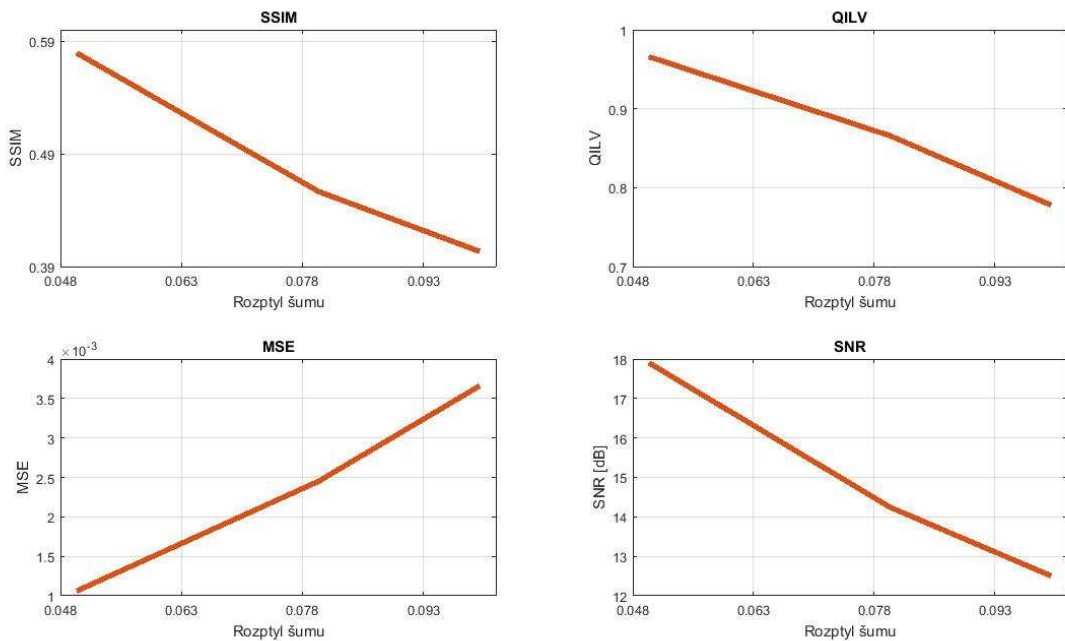 SSIM
0.59
0.49
0.39
SSIM
0.048 0.063 0.078 0.093
Rozptyl šumu
QILV
1
0.9
0.8
0.7
QILV
0.048 0.063 0.078 0.093
Rozptyl šumu
MSE
×10⁻³
4
3.5
3
2.5
2
1.5
1
MSE
0.048 0.063 0.078 0.093
Rozptyl šumu
SNR
18
17
16
15
14
13
12
SNR [dB]
0.048 0.063 0.078 0.093
Rozptyl šumu